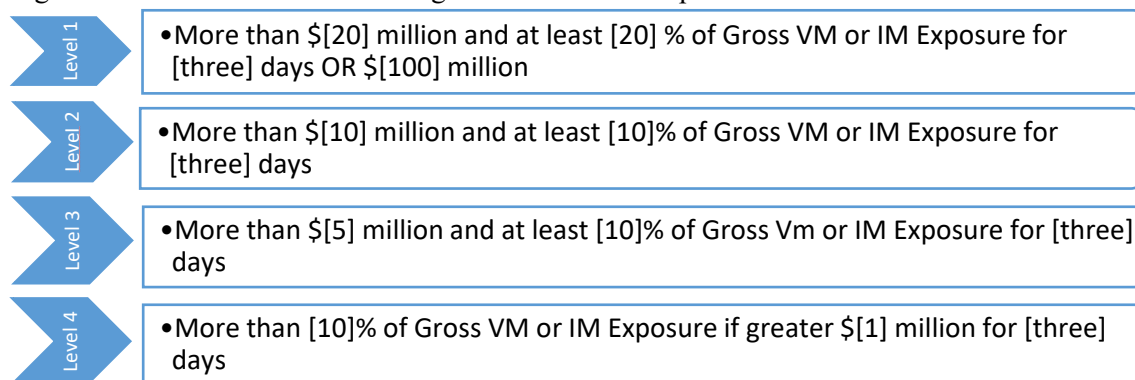 Level 1
•More than $[20] million and at least [20] % of Gross VM or IM Exposure for
[three] days OR $[100] million
Level 2
•More than $[10] million and at least [10]% of Gross VM or IM Exposure for
[three] days
Level 3
•More than $[5] million and at least [10]% of Gross Vm or IM Exposure for [three]
days
Level 4
•More than [10]% of Gross VM or IM Exposure if greater $[1] million for [three]
days